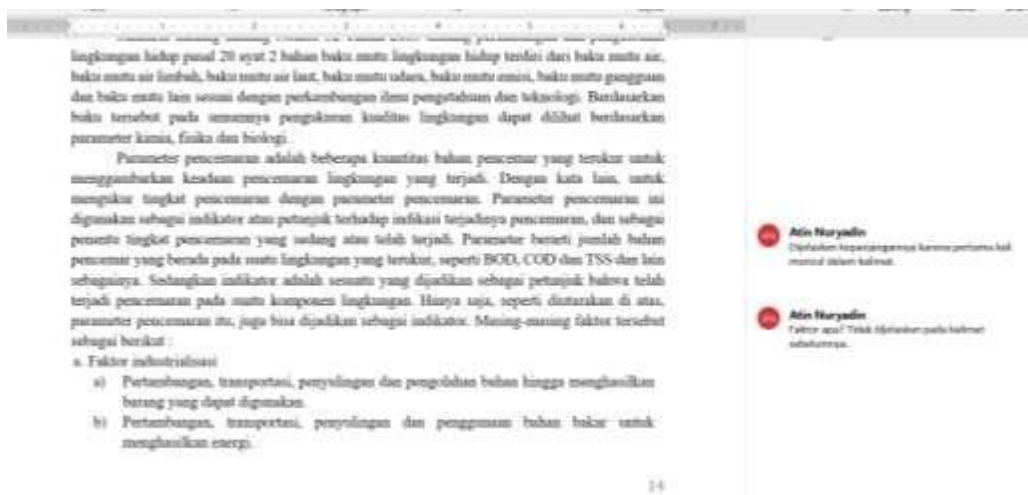 lingkungan hidup pasal 20 ayat 2 bahan baku mutu lingkungan hidup terdiri dari baku mutu air,
baku mutu air limbah, baku mutu air laut, baku mutu udara, baku mutu emisi, baku mutu gangguan
dan baku mutu lain sesuai dengan perkembangan ilmu pengetahuan dan teknologi. Berdasarkan
baku tersebut pada umumnya pengukuran kualitas lingkungan dapat dilihat berdasarkan
parameter kimia, fisika dan biologi.
Parameter pencemaran adalah beberapa kuantitas bahan pencemar yang terukur untuk
menggambarkan keadaan pencemaran lingkungan yang terjadi. Dengan kata lain, untuk
mengukur tingkat pencemaran dengan parameter pencemaran. Parameter pencemaran ini
digunakan sebagai indikator atau petunjuk terhadap indikasi terjadinya pencemaran, dan sebagai
penentu tingkat pencemaran yang sedang atau telah terjadi. Parameter berarti jumlah bahan
pencemar yang berada pada suatu lingkungan yang terukur, seperti BOD, COD dan TSS dan lain
sebagainya. Sedangkan indikator adalah sesuatu yang dijadikan sebagai petunjuk bahwa telah
terjadi pencemaran pada suatu komponen lingkungan. Hanya saja, seperti diutarakan di atas,
parameter pencemaran itu, juga bisa dijadikan sebagai indikator. Masing-masing faktor tersebut
sebagai berikut :
a. Faktor industrialisasi
a) Pertambangan, transportasi, penyulingan dan pengolahan bahan hingga menghasilkan
barang yang dapat digunakan.
b) Pertambangan, transportasi, penyulingan dan penggunaan bahan bakar untuk
menghasilkan energi.
14
Atin Nuryadin
Dijelaskan kepanjangannya karena pertama kali
muncul dalam kalimat.
Atin Nuryadin
Faktor apa? Tidak dijelaskan pada kalimat
sebelumnya.